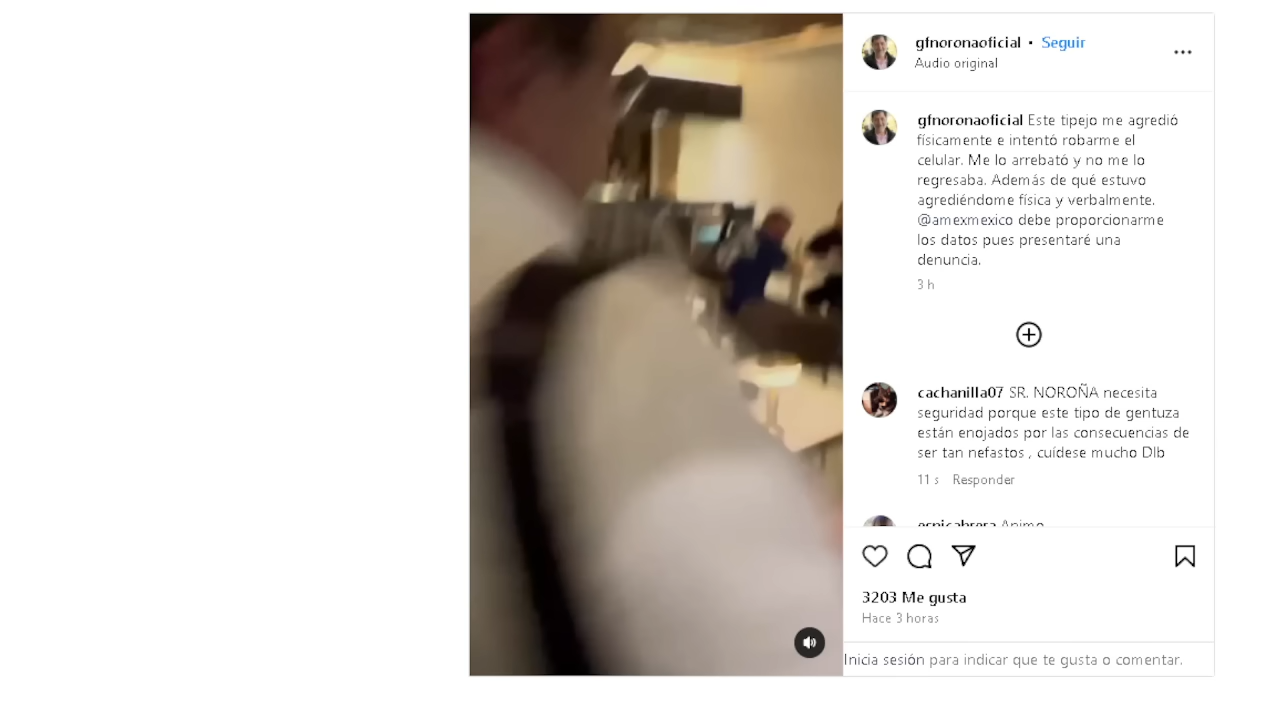 gfnoronaoficial • Seguir
Audio original
gfnoronaoficial Este tipejo me agredió
físicamente e intentó robarme el
celular. Me lo arrebató y no me lo
regresaba. Además de qué estuvo
agrediéndome física y verbalmente.
@amexmexico debe proporcionarme
los datos pues presentaré una
denuncia.
3 h
cachanilla07 SR. NOROÑA necesita
seguridad porque este tipo de gentuza
están enojados por las consecuencias de
ser tan nefastos , cuídese mucho Dlb
11 s Responder
espicabrera Animo
3203 Me gusta
Hace 3 horas
Inicia sesión para indicar que te gusta o comentar.